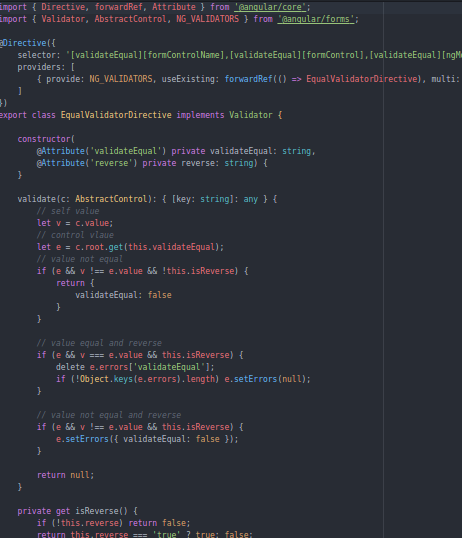 import { Directive, forwardRef, Attribute } from '@angular/core';
import { Validator, AbstractControl, NG_VALIDATORS } from '@angular/forms';
@Directive({
selector: '[validateEqual][formControlName],[validateEqual][formControl],[validateEqual][ngM
providers: [
{ provide: NG_VALIDATORS, useExisting: forwardRef(() => EqualValidatorDirective), multi:
]
})
export class EqualValidatorDirective implements Validator {
constructor(
@Attribute('validateEqual') private validateEqual: string,
@Attribute('reverse') private reverse: string) {
}
validate(c: AbstractControl): { [key: string]: any } {
// self value
let v = c.value;
// control vlaue
let e = c.root.get(this.validateEqual);
// value not equal
if (e && v !== e.value && !this.isReverse) {
return {
validateEqual: false
}
}
// value equal and reverse
if (e && v === e.value && this.isReverse) {
delete e.errors['validateEqual'];
if (!Object.keys(e.errors).length) e.setErrors(null);
}
// value not equal and reverse
if (e && v !== e.value && this.isReverse) {
e.setErrors({ validateEqual: false });
}
return null;
}
private get isReverse() {
if (!this.reverse) return false;
return this.reverse === 'true' ? true: false;